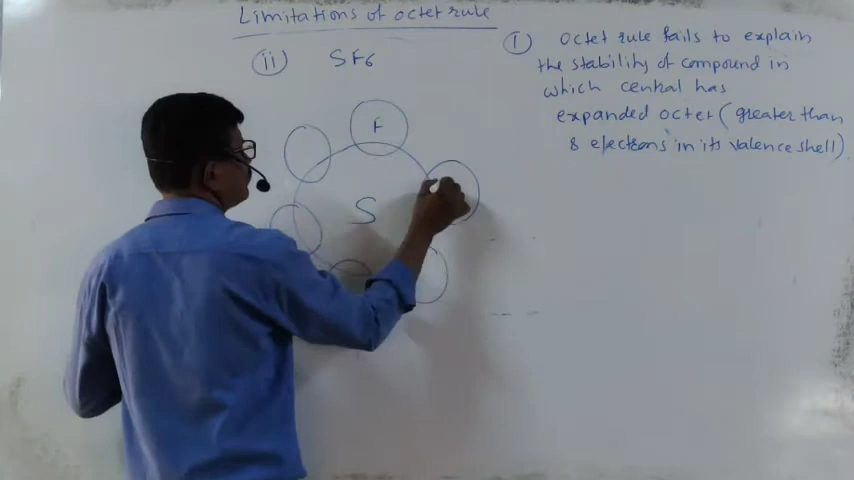 Limitations of octet rule
ii) SF6
F
S
1) Octet rule fails to explain
the stability of compound in
which central has
expanded octet (greater than
8 electrons in its valence shell)